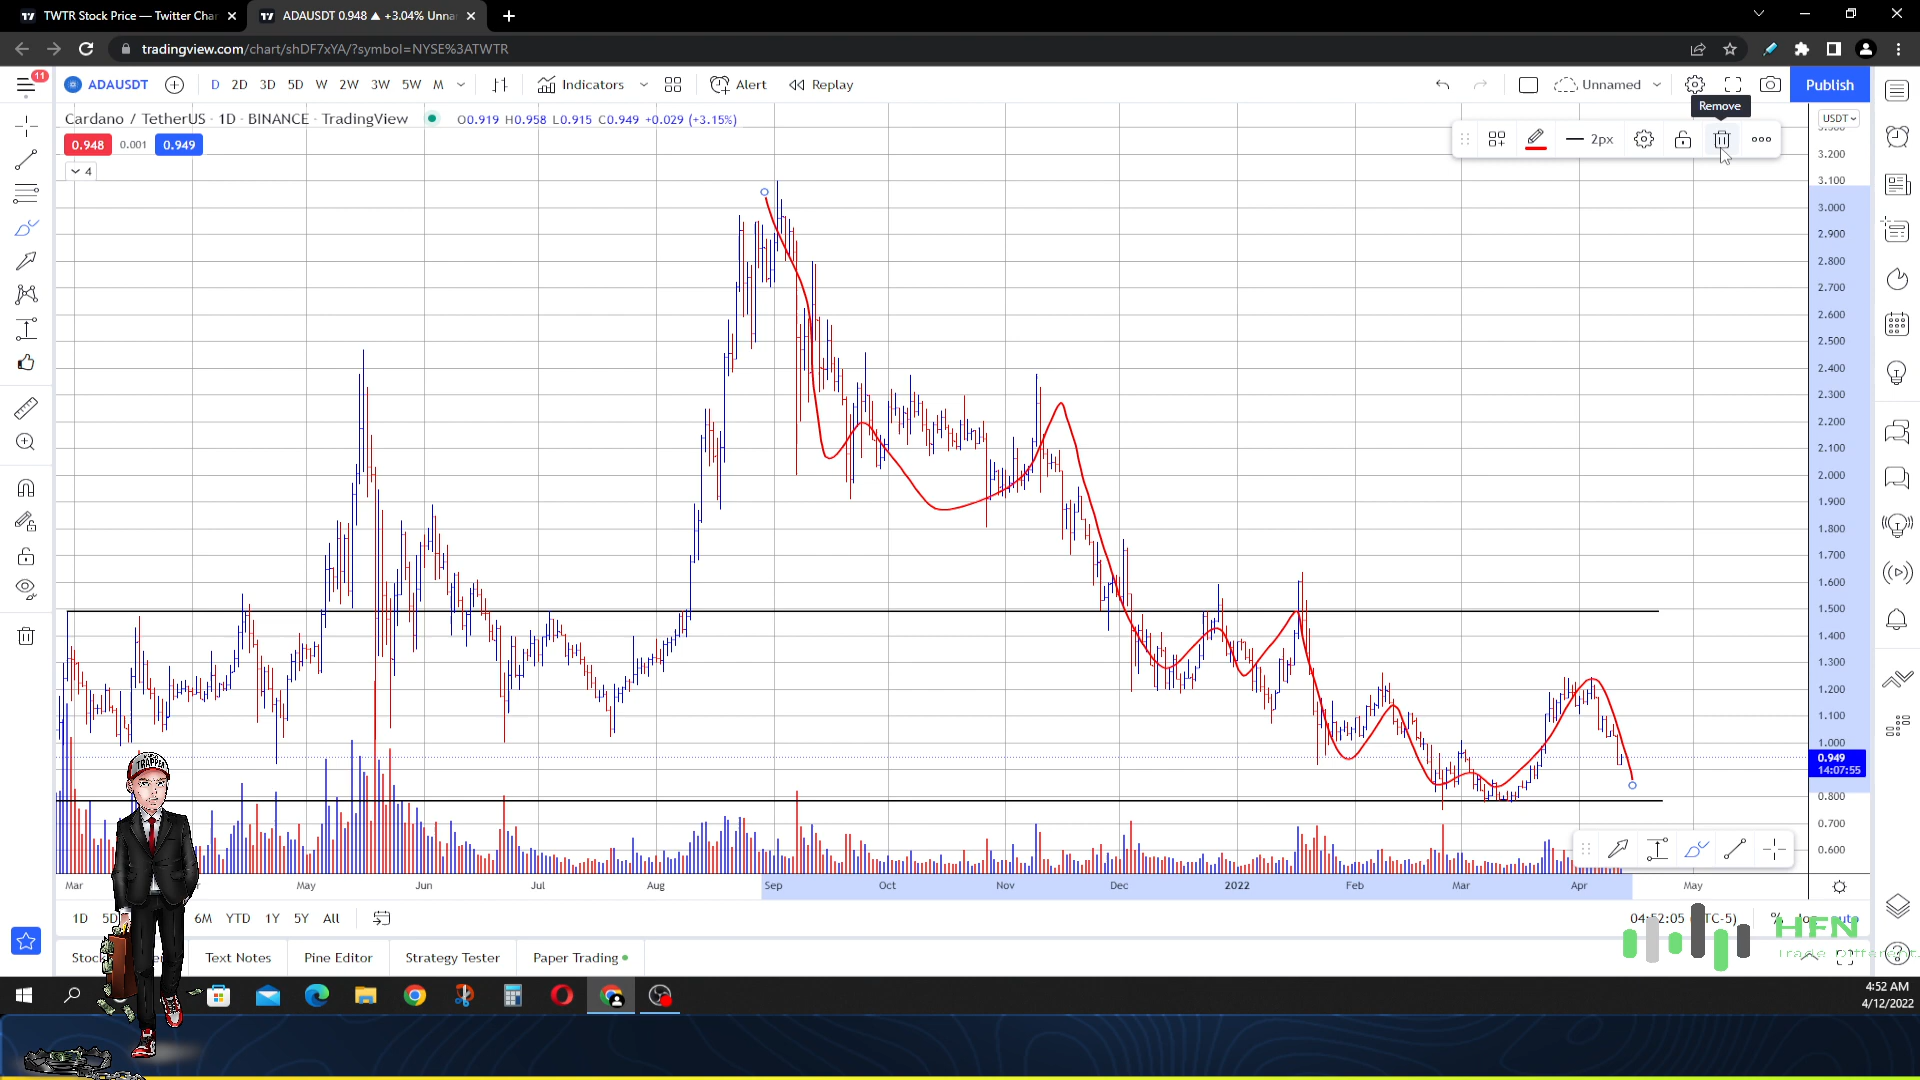 TWTR Stock Price — Twitter Char
ADAUSDT 0.948 ▲ +3.04% Unna
tradingview.com/chart/shDF7xYA/?symbol=NYSE%3ATWTR
11
ADAUSDT
D 2D 3D 5D W 2W 3W 5W M
Indicators
Alert
Replay
Unnamed
Publish
Remove
Cardano / TetherUS · 1D · BINANCE · TradingView
O0.919 H0.958 L0.915 C0.949 +0.029 (+3.15%)
USDT
0.948 0.001 0.949
2px
4
3.200
3.100
3.000
2.900
2.800
2.700
2.600
2.500
2.400
2.300
2.200
2.100
2.000
1.900
1.800
1.700
1.600
1.500
1.400
1.300
1.200
1.100
1.000
0.949
14:07:55
0.800
0.700
0.600
TRAPPER
Mar May Jun Jul Aug Sep Oct Nov Dec 2022 Feb Mar Apr May
1D 6M YTD 1Y 5Y All
% log auto
HFN
Trade Different.
Text Notes Pine Editor Strategy Tester Paper Trading
4:52 AM
4/12/2022